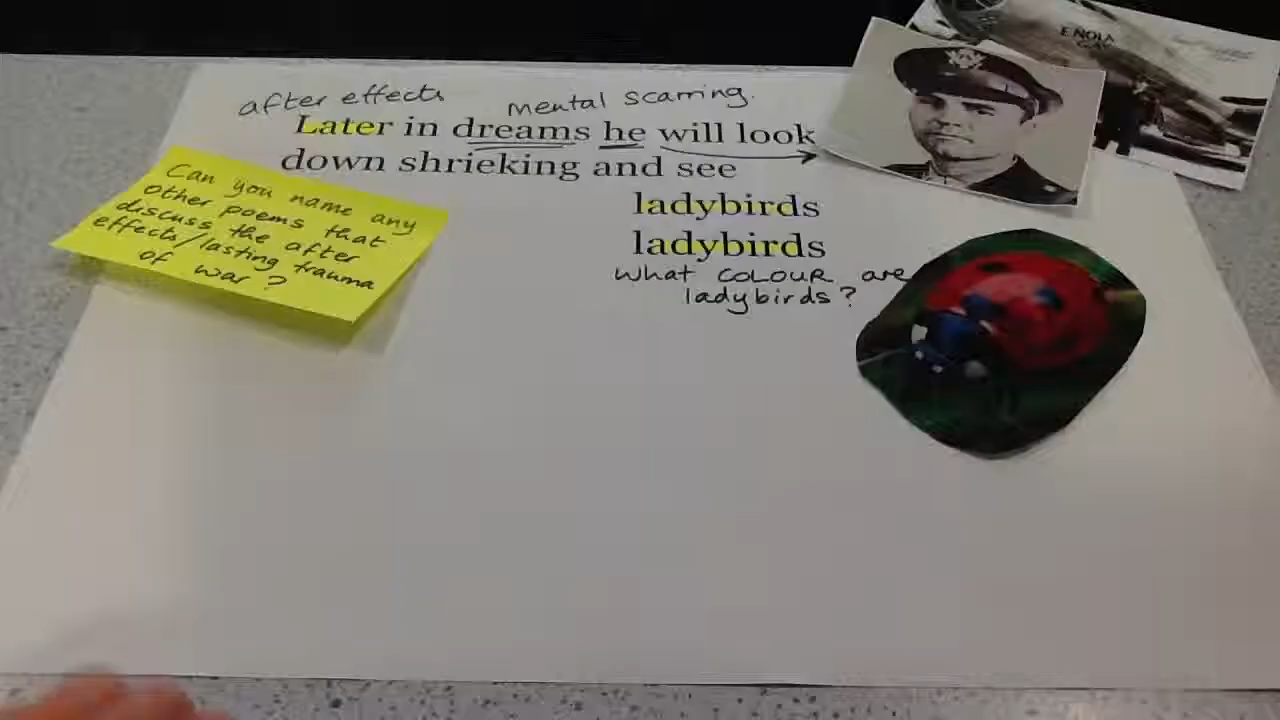 after effects
mental scarring.
Later in dreams he will look
down shrieking and see
ladybirds
ladybirds
what COLOUR are
ladybirds?
Can you name any
other poems that
discuss the after
effects/lasting trauma
of war?
ENOLA
GAY